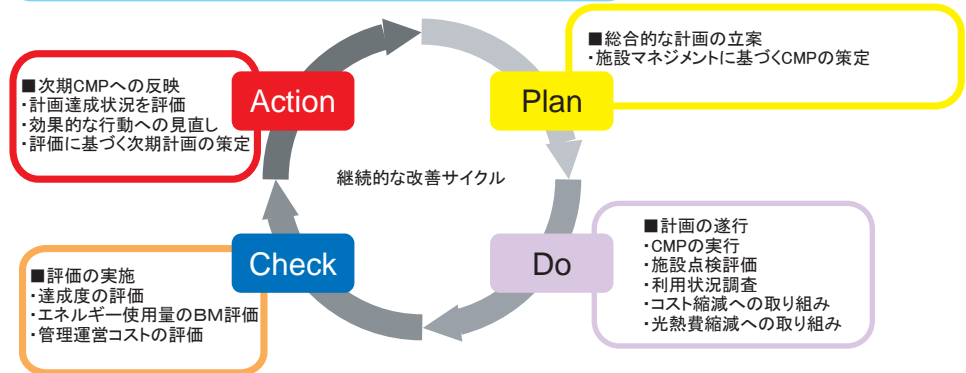 Plan
■総合的な計画の立案
・施設マネジメントに基づくCMPの策定
Do
■計画の遂行
・CMPの実行
・施設点検評価
・利用状況調査
・コスト縮減への取り組み
・光熱費縮減への取り組み
Check
■評価の実施
・達成度の評価
・エネルギー使用量のＢＭ評価
・管理運営コストの評価
Action
■次期CMPへの反映
・計画達成状況を評価
・効果的な行動への見直し
・評価に基づく次期計画の策定
継続的な改善サイクル